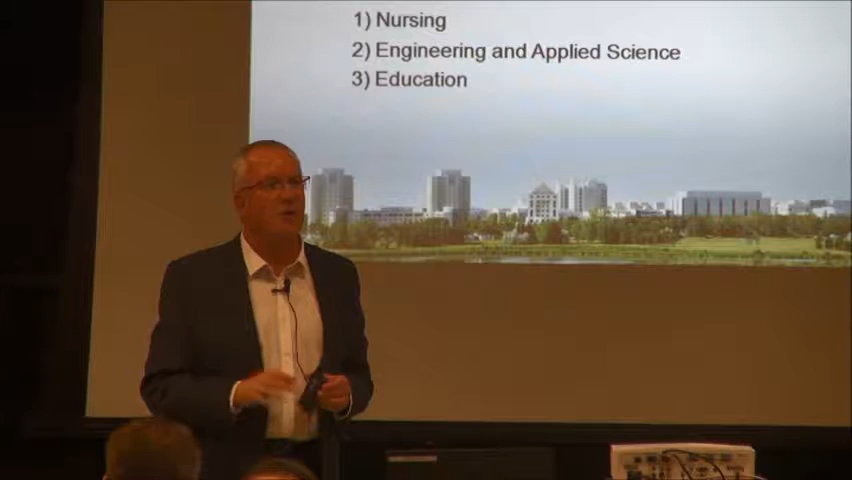 1) Nursing
2) Engineering and Applied Science
3) Education